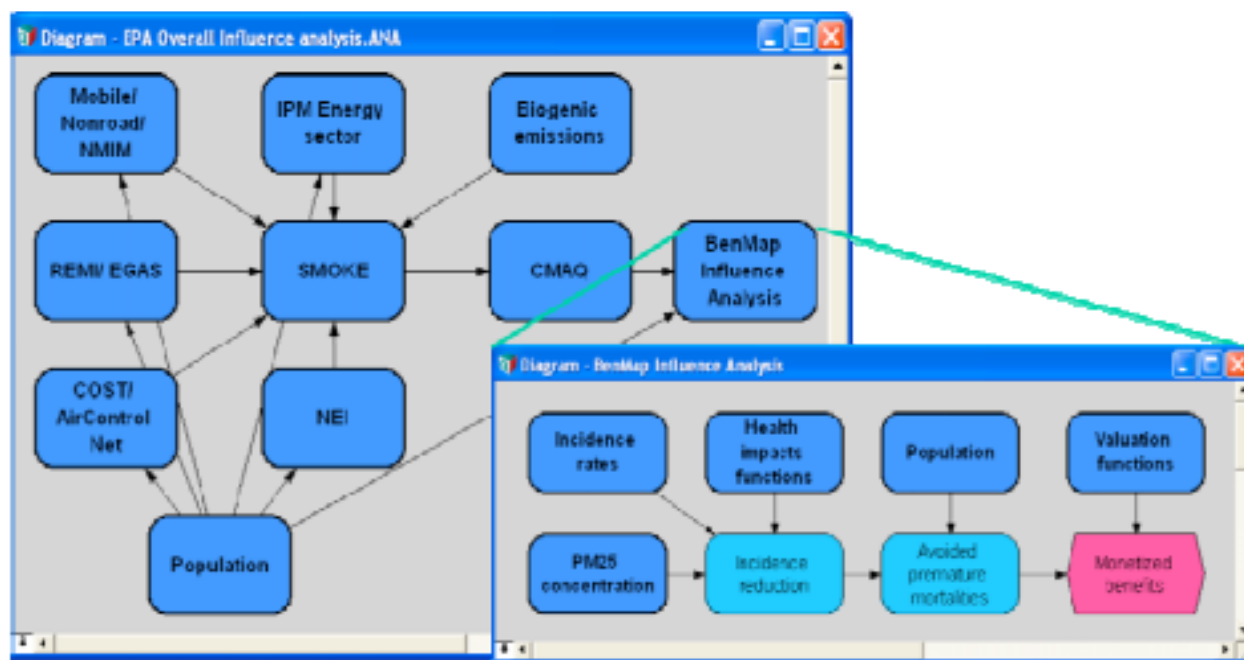 Diagram - EPA Overall Influence analysis.ANA
Mobile/
Nonroad/
NMIM
IPM Energy
sector
Biogenic
emissions
REMI/ EGAS
SMOKE
CMAQ
BenMap
Influence
Analysis
COST/
AirControl
Net
NEI
Population
Diagram - BenMap Influence Analysis
Incidence
rates
Health
impacts
functions
Population
Valuation
functions
PM25
concentration
Incidence
reduction
Avoided
premature
mortalities
Monetized
benefits